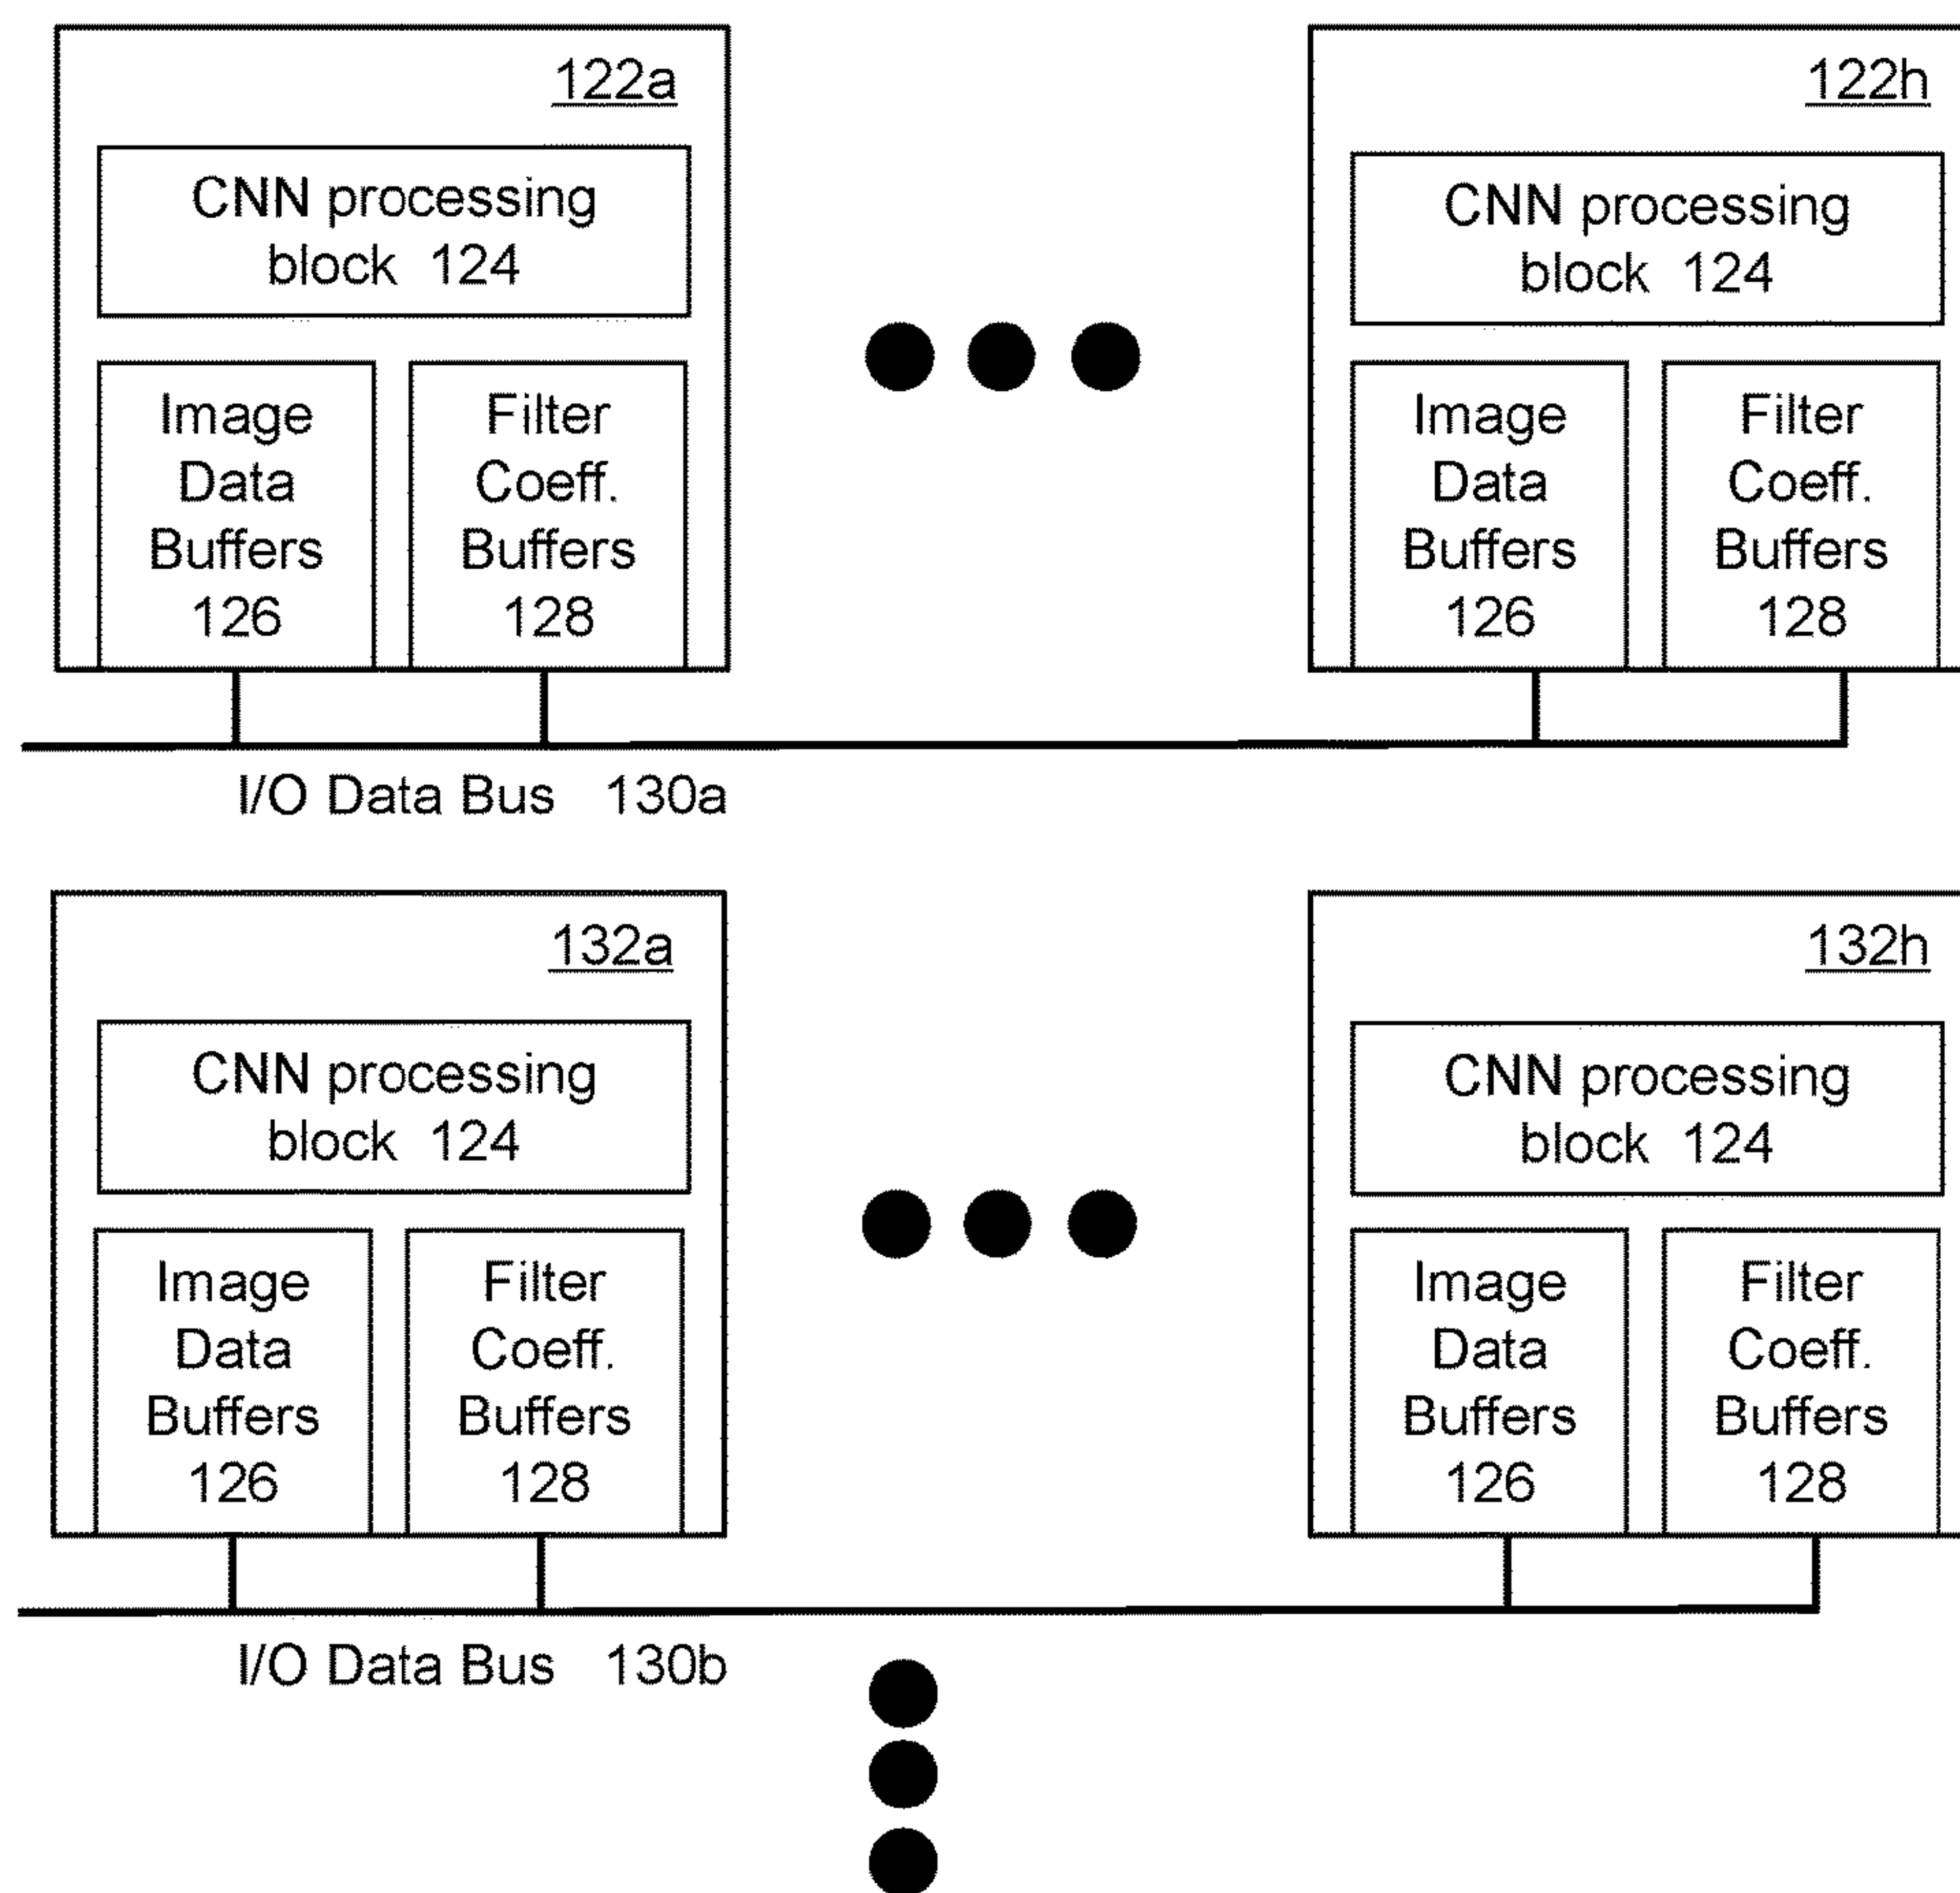 122a
CNN processing
block 124
Image
Data
Buffers
126
Filter
Coeff.
Buffers
128
122h
CNN processing
block 124
Image
Data
Buffers
126
Filter
Coeff.
Buffers
128
I/O Data Bus 130a
132a
CNN processing
block 124
Image
Data
Buffers
126
Filter
Coeff.
Buffers
128
132h
CNN processing
block 124
Image
Data
Buffers
126
Filter
Coeff.
Buffers
128
I/O Data Bus 130b